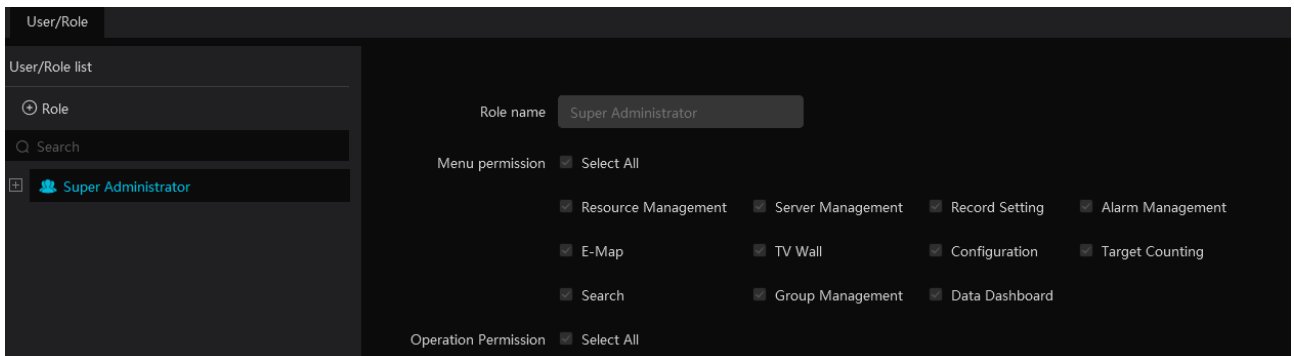 User/Role
User/Role list
Role
Search
Super Administrator
Role name Super Administrator
Menu permission Select All
Resource Management Server Management Record Setting Alarm Management
E-Map TV Wall Configuration Target Counting
Search Group Management Data Dashboard
Operation Permission Select All